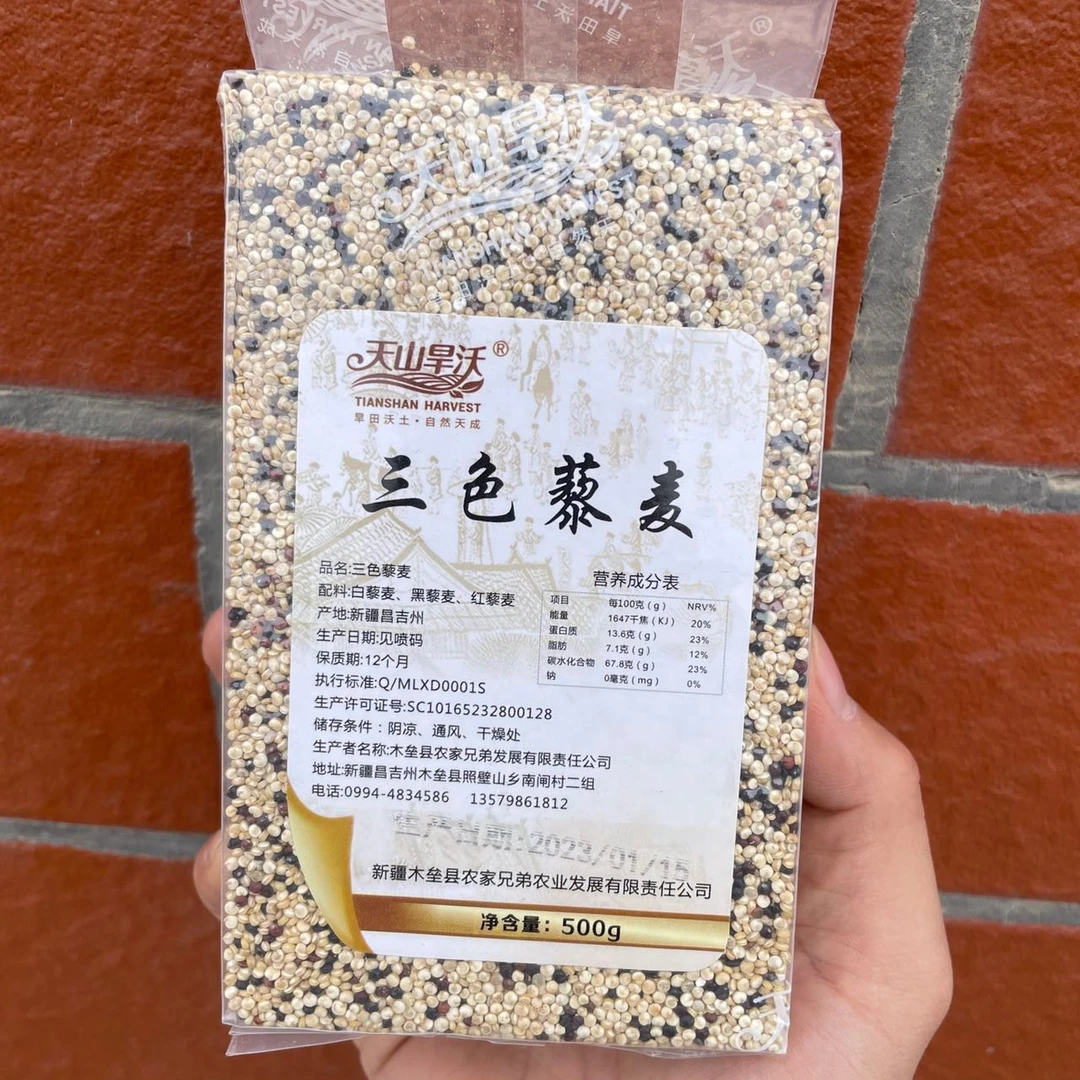 天山旱沃
TIANSHAN HARVEST
天山旱沃®
TIANSHAN HARVEST
旱田沃土·自然天成
三色藜麦
品名:三色藜麦
配料:白藜麦、黑藜麦、红藜麦
产地:新疆昌吉州
生产日期:见喷码
保质期:12个月
执行标准:Q/MLXD0001S
生产许可证号:SC10165232800128
储存条件：阴凉、通风、干燥处
生产者名称:木垒县农家兄弟发展有限责任公司
地址:新疆昌吉州木垒县照壁山乡南闸村二组
电话:0994-4834586 13579861812
营养成分表
项目 每100克（g） NRV%
能量 1647千焦（KJ） 20%
蛋白质 13.6克（g） 23%
脂肪 7.1克（g） 12%
碳水化合物 67.8克（g） 23%
钠 0毫克（mg） 0%
生产日期:2023/01/15
新疆木垒县农家兄弟农业发展有限责任公司
净含量：500g